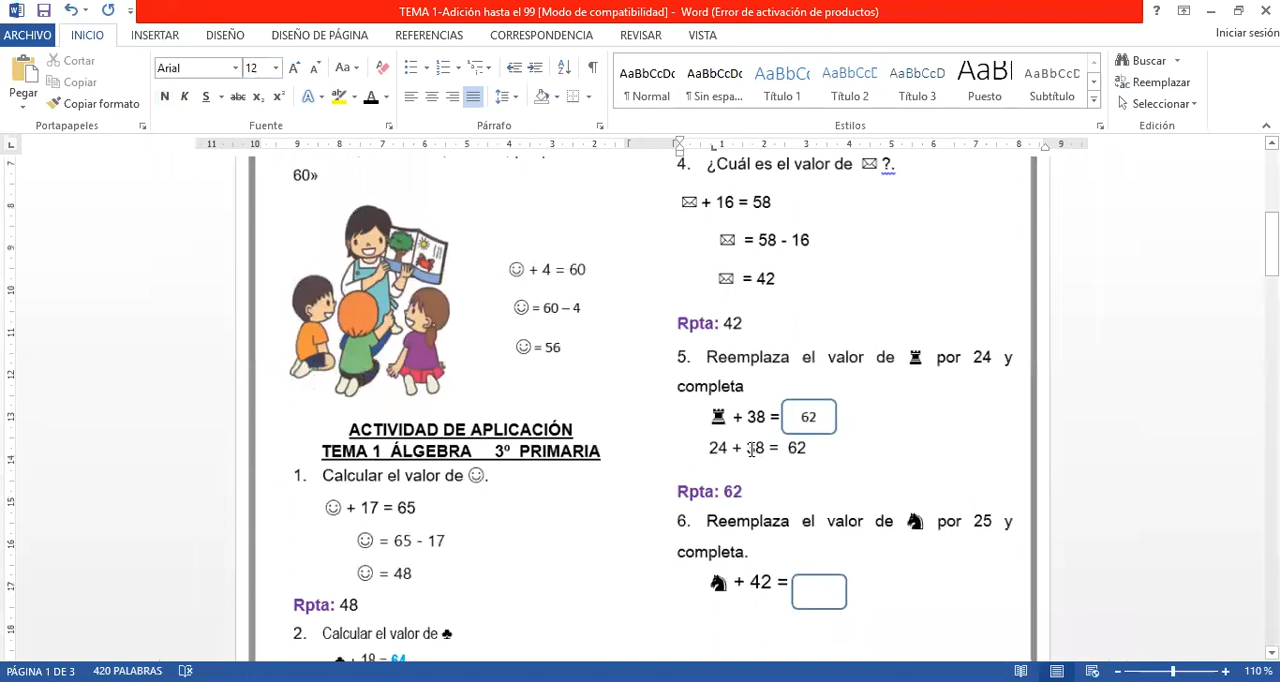 TEMA 1-Adición hasta el 99 [Modo de compatibilidad] - Word (Error de activación de productos)
ARCHIVO INICIO INSERTAR DISEÑO DISEÑO DE PÁGINA REFERENCIAS CORRESPONDENCIA REVISAR VISTA Iniciar sesión
Pegar
Cortar
Copiar
Copiar formato
Portapapeles
Arial 12
Fuente
Párrafo
AaBbCcDc AaBbCcDc AaBbC AaBbCc AaBbCcD AaBl AaBbCcD
¶ Normal ¶ Sin espa... Título 1 Título 2 Título 3 Puesto Subtítulo
Estilos
Buscar
Reemplazar
Seleccionar
Edición
60»
☺ + 4 = 60
☺ = 60 – 4
☺ = 56
ACTIVIDAD DE APLICACIÓN
TEMA 1 ÁLGEBRA 3º PRIMARIA
1. Calcular el valor de ☺.
☺ + 17 = 65
☺ = 65 - 17
☺ = 48
Rpta: 48
2. Calcular el valor de ♣
♣ + 18 = 64
4. ¿Cuál es el valor de ✉ ?.
✉ + 16 = 58
✉ = 58 - 16
✉ = 42
Rpta: 42
5. Reemplaza el valor de ♜ por 24 y
completa
♜ + 38 = 62
24 + 38 = 62
Rpta: 62
6. Reemplaza el valor de ♞ por 25 y
completa.
♞ + 42 =
PÁGINA 1 DE 3 420 PALABRAS 110 %